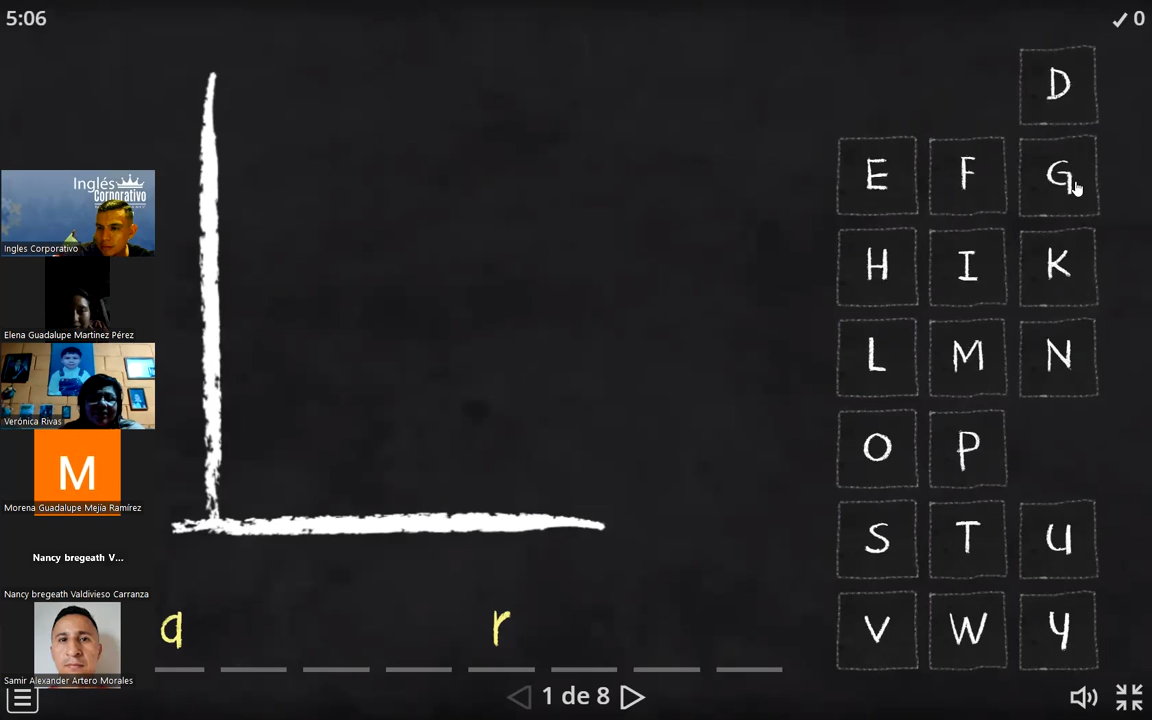 5:06
✓ 0
D
E F G
H I K
L M N
O P
S T U
V W Y
Inglés
Corporativo
Ingles Corporativo
Elena Guadalupe Martinez Pérez
Verónica Rivas
M
Morena Guadalupe Mejía Ramírez
Nancy bregeath V...
Nancy bregeath Valdivieso Carranza
Samir Alexander Artero Morales
a r
1 de 8